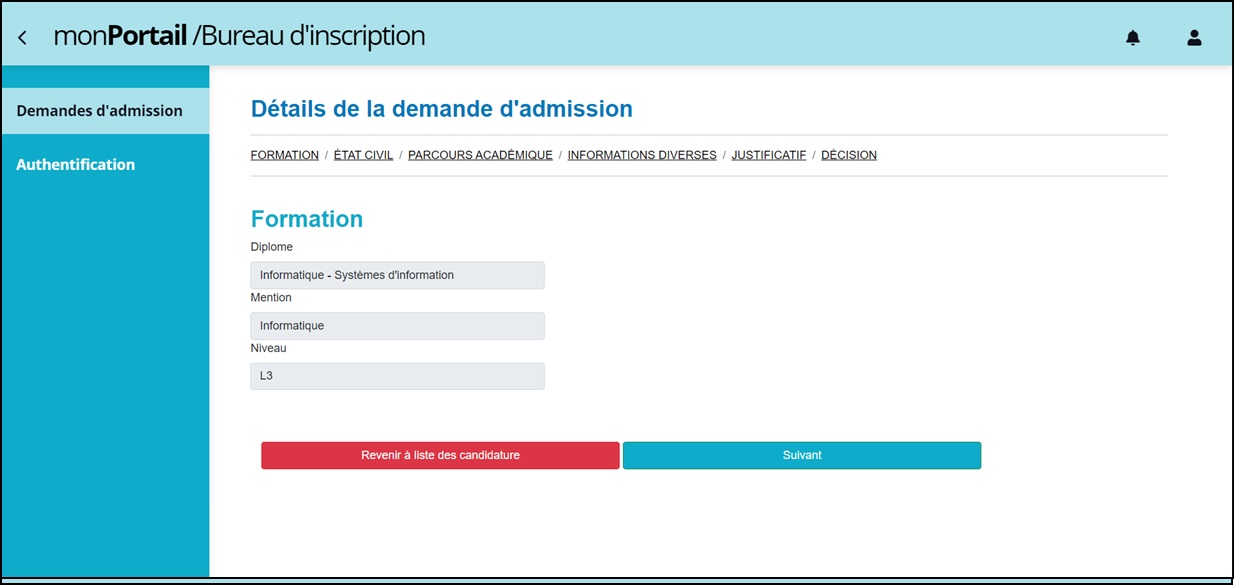 monPortail /Bureau d'inscription
Demandes d'admission
Authentification
Détails de la demande d'admission
FORMATION / ÉTAT CIVIL / PARCOURS ACADÉMIQUE / INFORMATIONS DIVERSES / JUSTIFICATIF / DÉCISION
Formation
Diplome
Informatique - Systèmes d'information
Mention
Informatique
Niveau
L3
Revenir à liste des candidature
Suivant